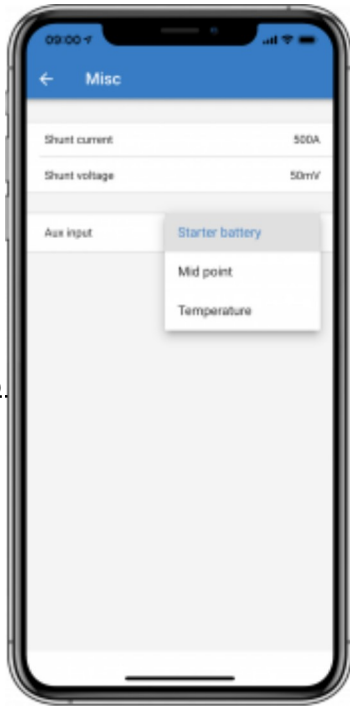 09:00
Misc
Shunt current 500A
Shunt voltage 50mV
Aux input Starter battery
Mid point
Temperature